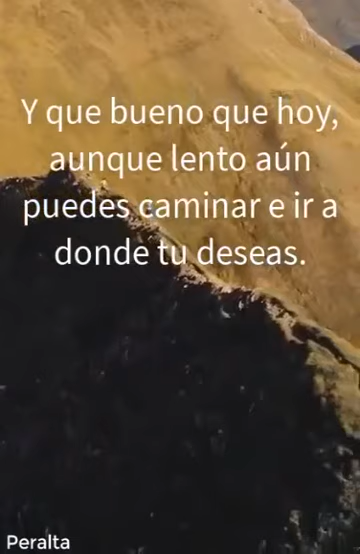 Y que bueno que hoy,
aunque lento aún
puedes caminar e ir a
donde tu deseas.
Peralta